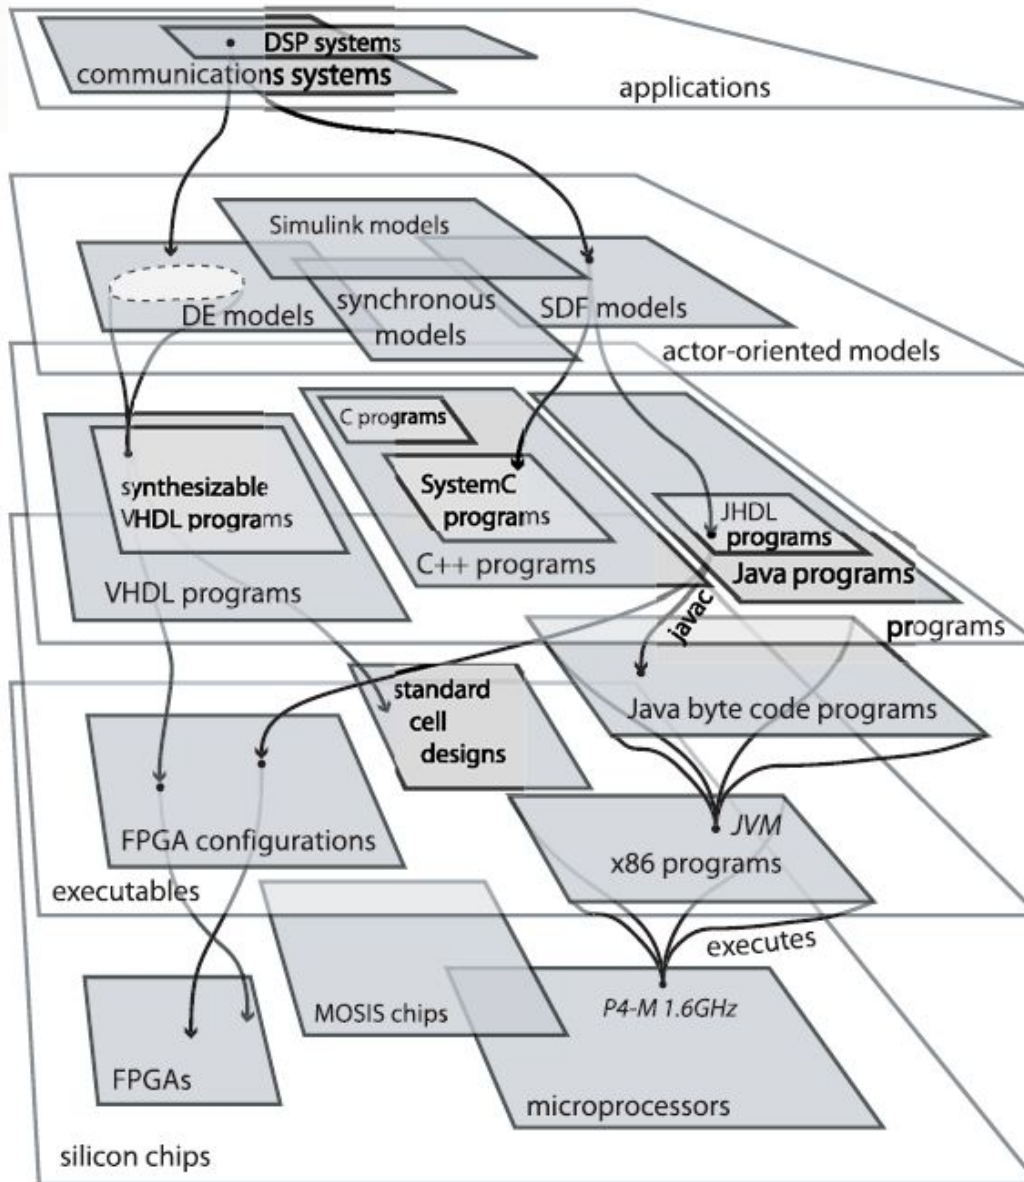 DSP systems
communications systems
applications
Simulink models
synchronous
models
SDF models
DE models
actor-oriented models
C programs
SystemC
programs
synthesizable
VHDL programs
JHDL
programs
C++ programs
Java programs
VHDL programs
javac
programs
standard
cell
designs
Java byte code programs
JVM
FPGA configurations
x86 programs
executables
executes
MOSIS chips
P4-M 1.6GHz
FPGAs
microprocessors
silicon chips